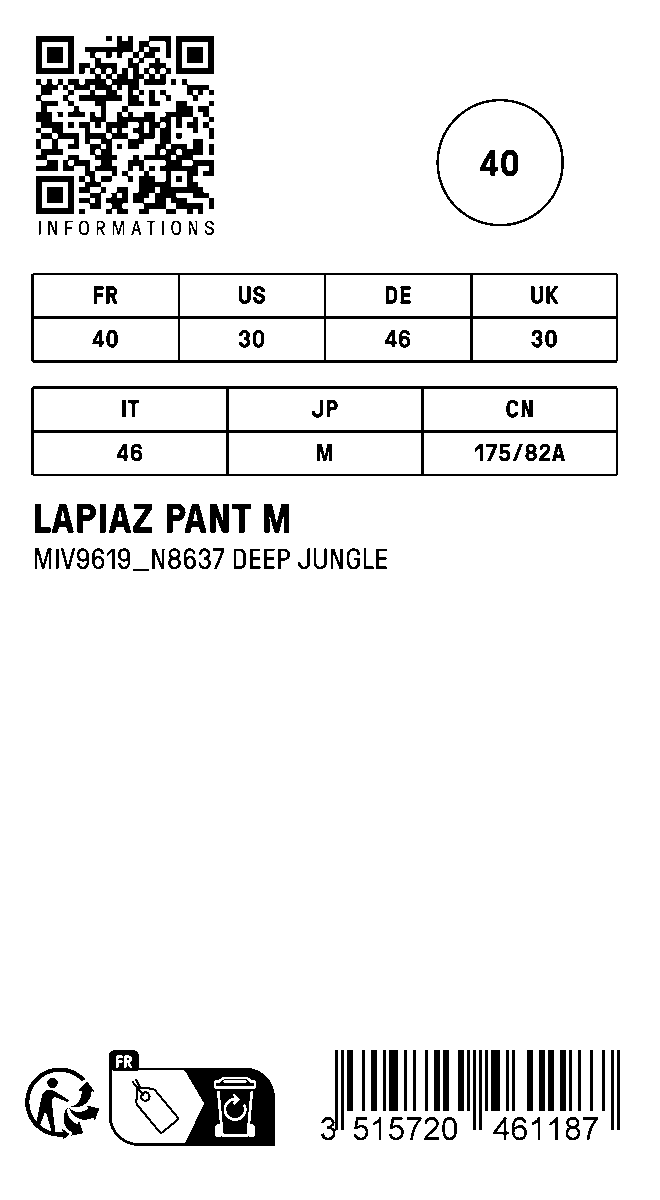 INFORMATIONS
40
FR US DE UK
40 30 46 30
IT JP CN
46 M 175/82A
LAPIAZ PANT M
MIV9619_N8637 DEEP JUNGLE
FR
3 515720 461187